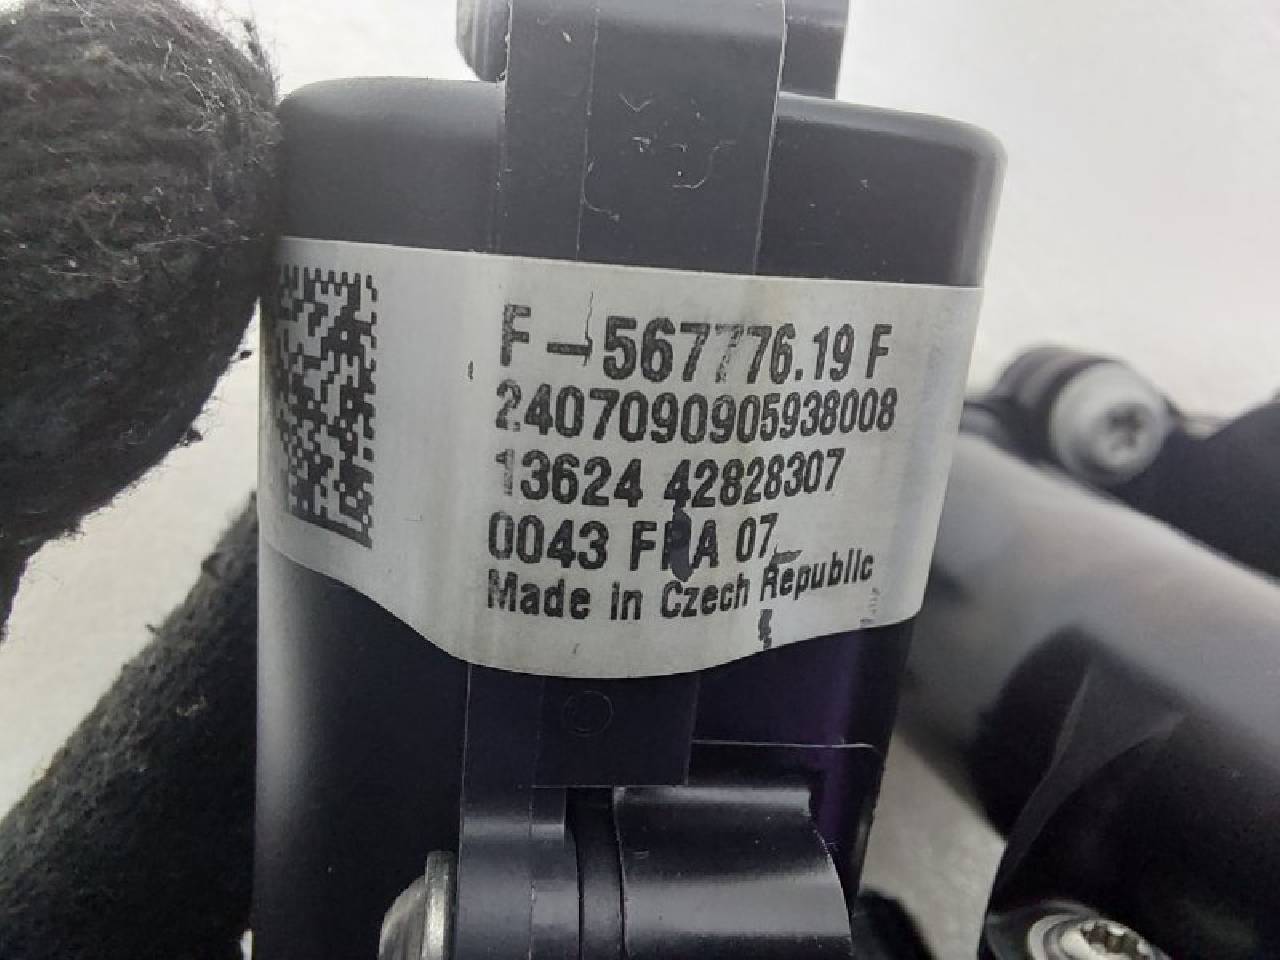 F-567776.19 F
2407090905938008
13624 42828307
0043 FRA 07
Made in Czech Republic